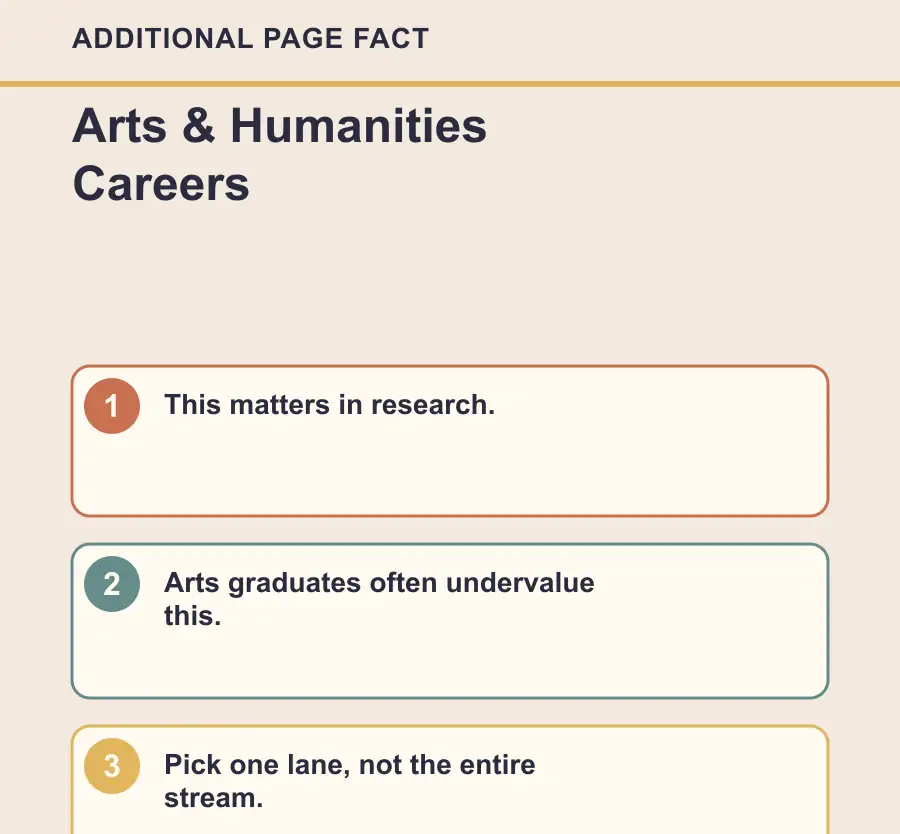 ADDITIONAL PAGE FACT
Arts & Humanities
Careers
1
This matters in research.
2
Arts graduates often undervalue
this.
3
Pick one lane, not the entire
stream.